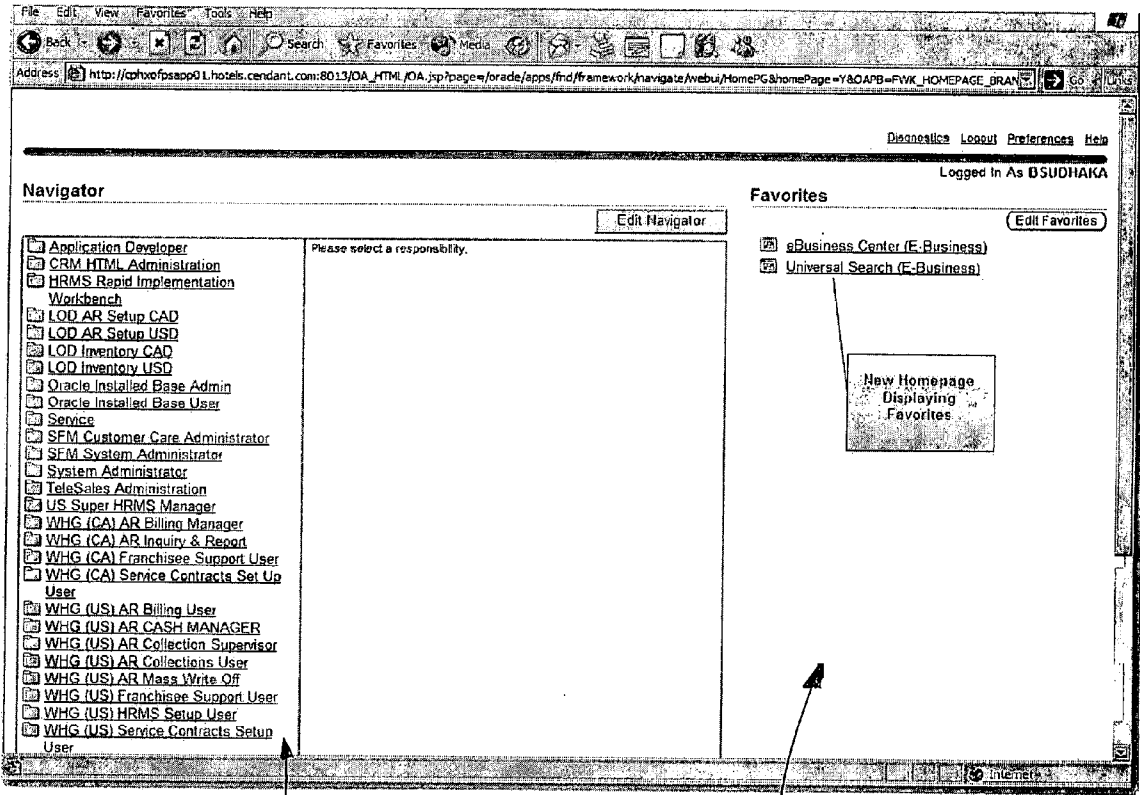 File Edit View Favorites Tools Help
Back Search Favorites Media
Address http://cphxofpsapp01.hotels.cendant.com:8013/OA_HTML/OA.jsp?page=/oracle/apps/fnd/framework/navigate/webui/HomePG&homePage=Y&OAPB=FWK_HOMEPAGE_BRAN Go Links
Diagnostics Logout Preferences Help
Logged In As BSUDHAKA
Navigator
Favorites
Edit Navigator
Edit Favorites
Application Developer
CRM HTML Administration
HRMS Rapid Implementation
Workbench
LOD AR Setup CAD
LOD AR Setup USD
LOD Inventory CAD
LOD Inventory USD
Oracle Installed Base Admin
Oracle Installed Base User
Service
SFM Customer Care Administrator
SFM System Administrator
System Administrator
TeleSales Administration
US Super HRMS Manager
WHG (CA) AR Billing Manager
WHG (CA) AR Inquiry & Report
WHG (CA) Franchisee Support User
WHG (CA) Service Contracts Set Up
User
WHG (US) AR Billing User
WHG (US) AR CASH MANAGER
WHG (US) AR Collection Supervisor
WHG (US) AR Collections User
WHG (US) AR Mass Write Off
WHG (US) Franchisee Support User
WHG (US) HRMS Setup User
WHG (US) Service Contracts Setup
User
Please select a responsibility.
eBusiness Center (E-Business)
Universal Search (E-Business)
New Homepage
Displaying
Favorites
Internet